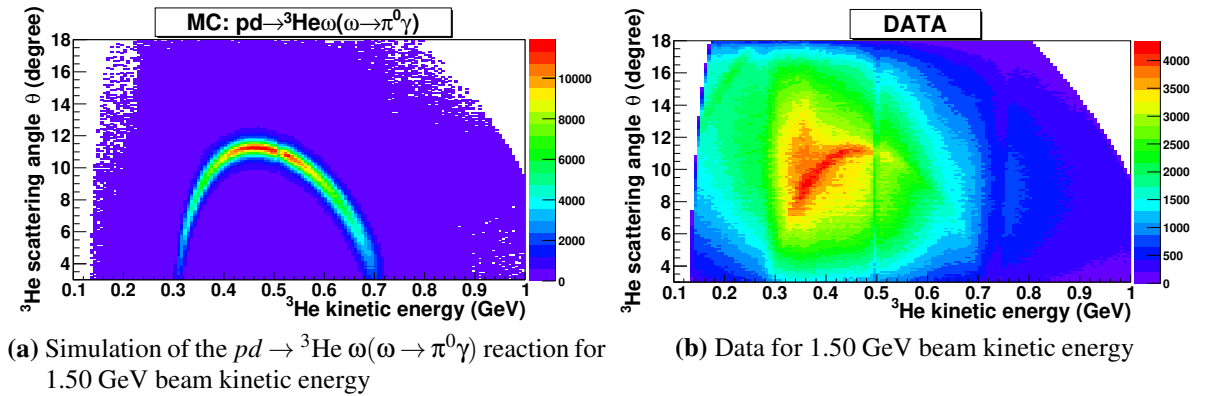 MC: pd→³Heω(ω→π⁰γ)
³He scattering angle θ (degree)
18
16
14
12
10
8
6
4
0.1 0.2 0.3 0.4 0.5 0.6 0.7 0.8 0.9 1
³He kinetic energy (GeV)
10000
8000
6000
4000
2000
0
(a) Simulation of the pd → ³He ω(ω → π⁰γ) reaction for
1.50 GeV beam kinetic energy
DATA
³He scattering angle θ (degree)
18
16
14
12
10
8
6
4
0.1 0.2 0.3 0.4 0.5 0.6 0.7 0.8 0.9 1
³He kinetic energy (GeV)
4000
3500
3000
2500
2000
1500
1000
500
0
(b) Data for 1.50 GeV beam kinetic energy